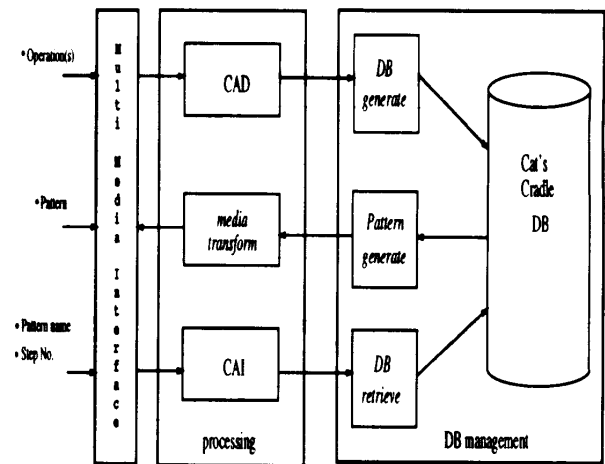 • Operation(s)
Multi Media Interface
CAD
DB
generate
Cat's
Cradle
DB
• Pattern
media
transform
Pattern
generate
• Pattern name
• Step No.
CAI
DB
retrieve
processing
DB management